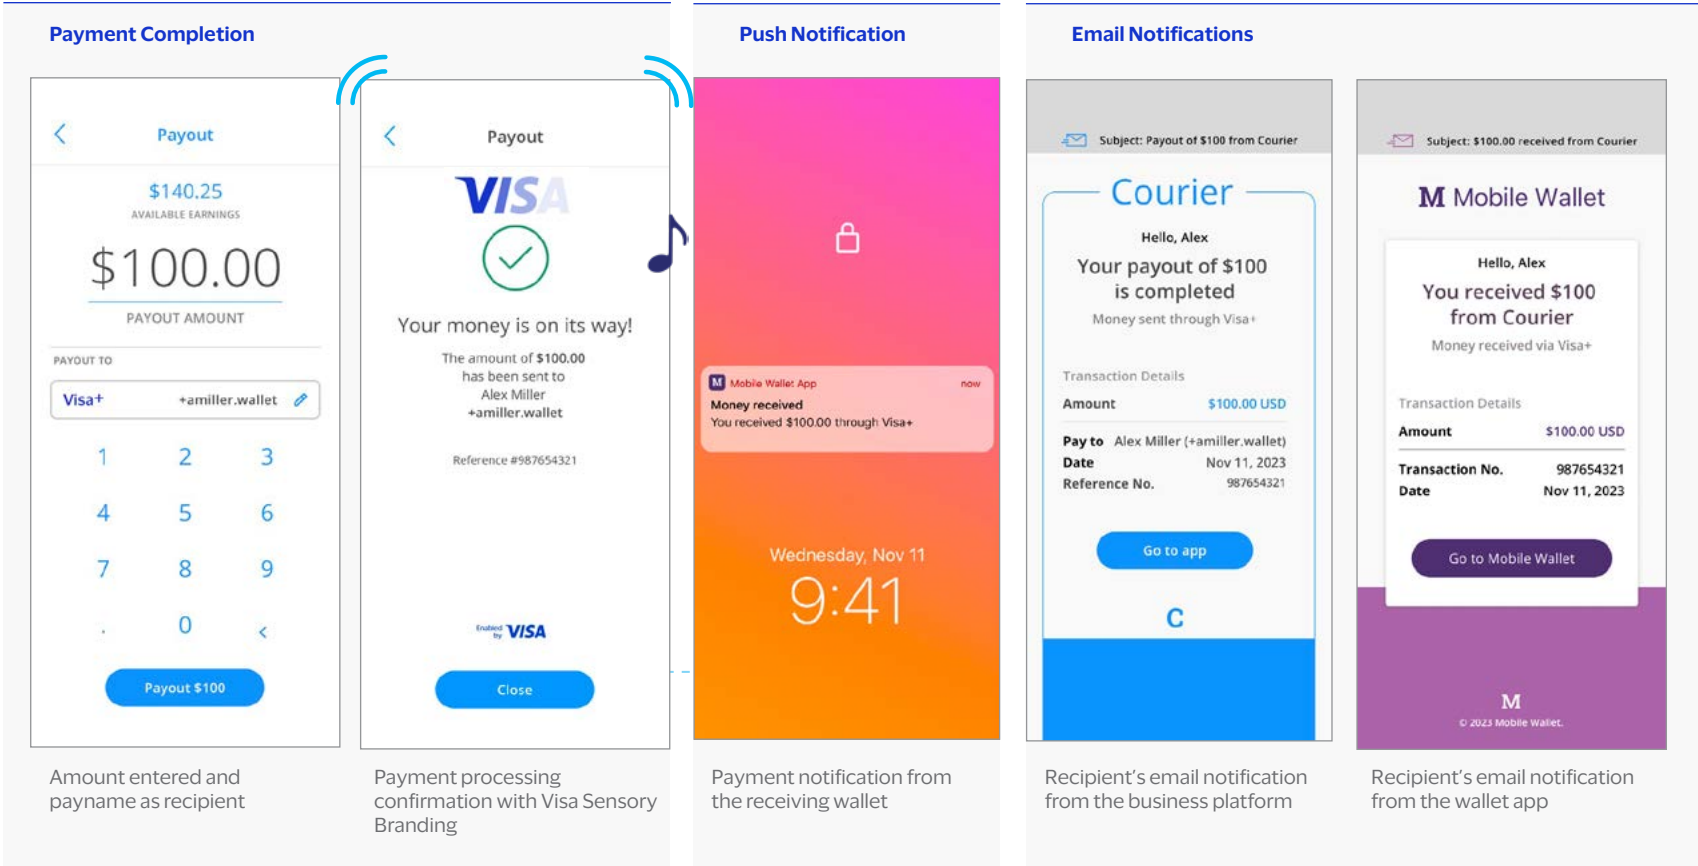 Payment Completion
Payout
$140.25
AVAILABLE EARNINGS
$100.00
PAYOUT AMOUNT
PAYOUT TO
Visa+ +amiller.wallet
1 2 3
4 5 6
7 8 9
. 0 <
Payout $100
Amount entered and
payname as recipient
Payout
VISA
Your money is on its way!
The amount of $100.00
has been sent to
Alex Miller
+amiller.wallet
Reference #987654321
Enabled
by VISA
Close
Payment processing
confirmation with Visa Sensory
Branding
Push Notification
M Mobile Wallet App now
Money received
You received $100.00 through Visa+
Wednesday, Nov 11
9:41
Payment notification from
the receiving wallet
Email Notifications
Subject: Payout of $100 from Courier
Courier
Hello, Alex
Your payout of $100
is completed
Money sent through Visa+
Transaction Details
Amount $100.00 USD
Pay to Alex Miller (+amiller.wallet)
Date Nov 11, 2023
Reference No. 987654321
Go to app
C
Recipient's email notification
from the business platform
Subject: $100.00 received from Courier
M Mobile Wallet
Hello, Alex
You received $100
from Courier
Money received via Visa+
Transaction Details
Amount $100.00 USD
Transaction No. 987654321
Date Nov 11, 2023
Go to Mobile Wallet
M
© 2023 Mobile Wallet.
Recipient's email notification
from the wallet app